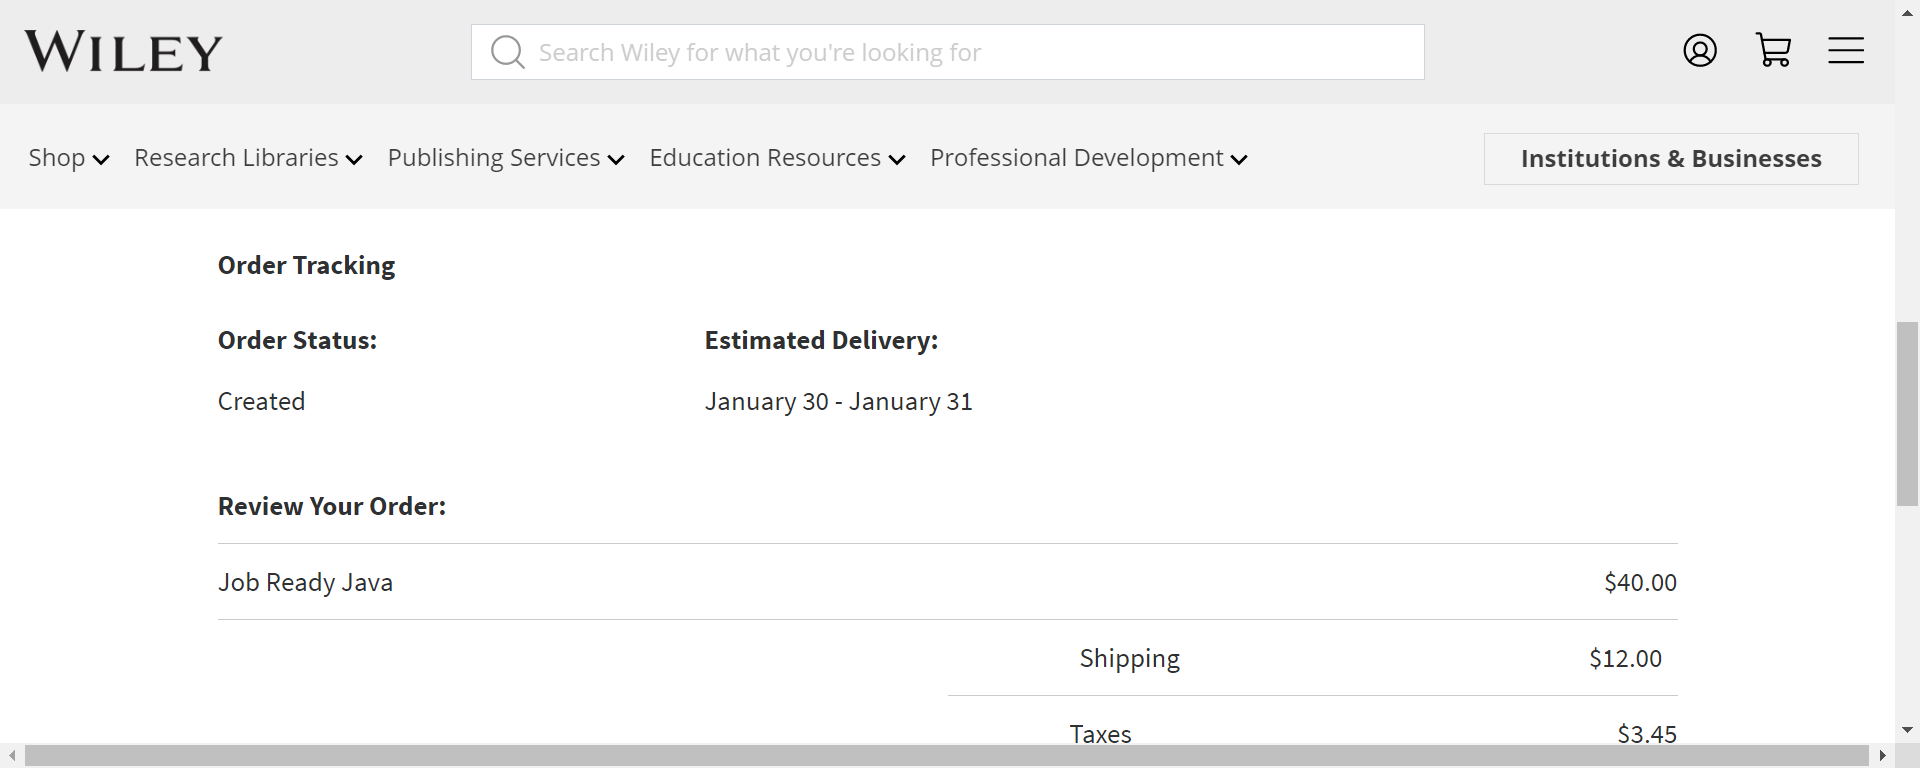 WILEY
Search Wiley for what you're looking for
Shop Research Libraries Publishing Services Education Resources Professional Development Institutions & Businesses
Order Tracking
Order Status: Estimated Delivery:
Created January 30 - January 31
Review Your Order:
Job Ready Java $40.00
Shipping $12.00
Taxes $3.45